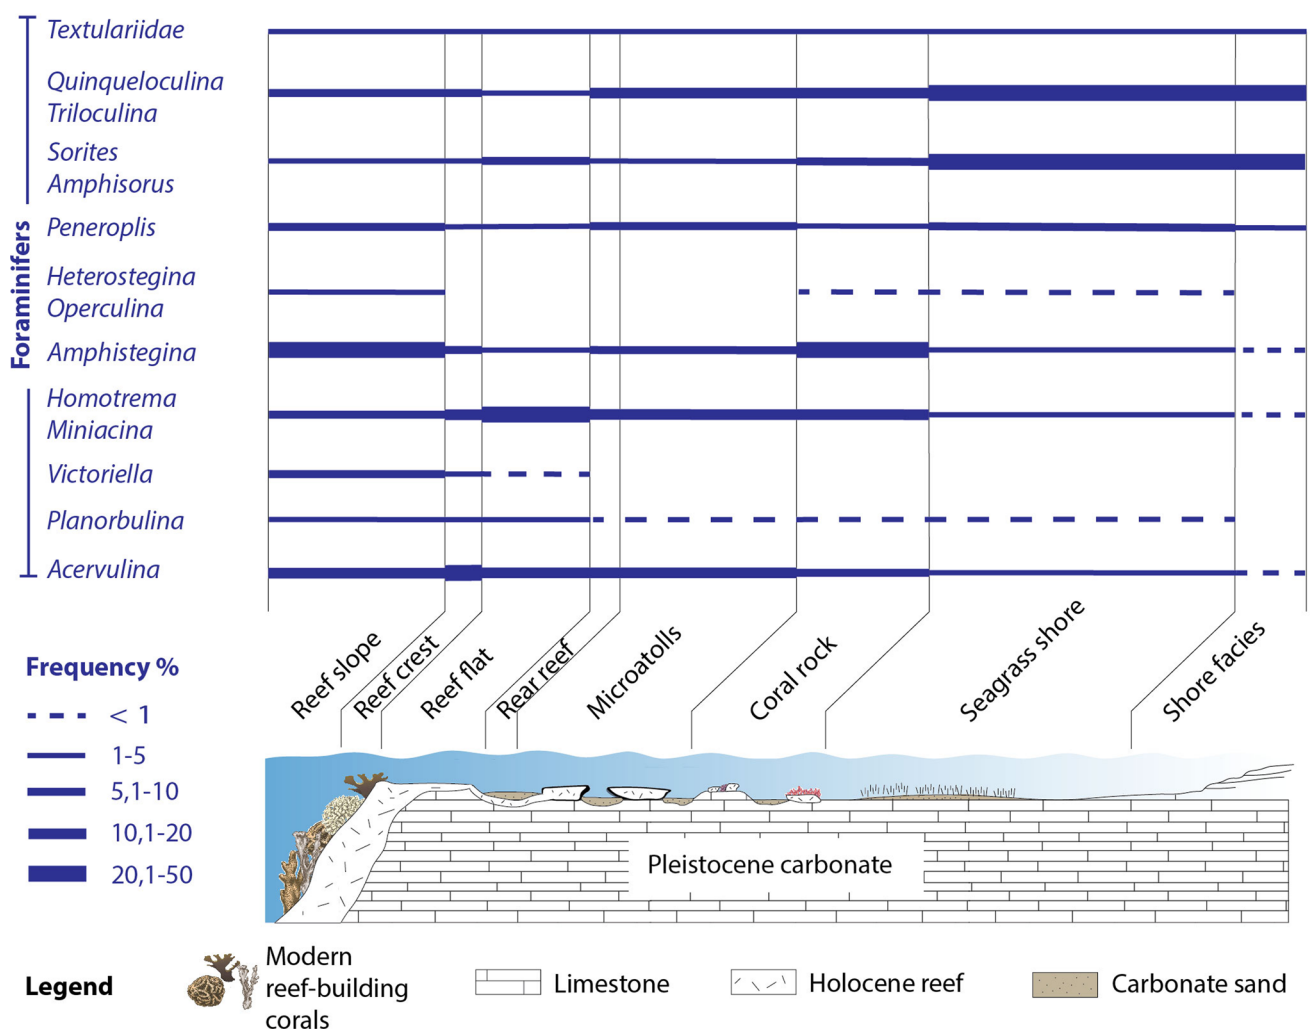 Textulariidae
Quinqueloculina
Triloculina
Sorites
Amphisorus
Peneroplis
Heterostegina
Operculina
Amphistegina
Homotrema
Miniacina
Victoriella
Planorbulina
Acervulina
Foraminifers
Reef slope
Reef crest
Reef flat
Rear reef
Microatolls
Coral rock
Seagrass shore
Shore facies
Frequency %
< 1
1-5
5,1-10
10,1-20
20,1-50
Pleistocene carbonate
Legend
Modern
reef-building
corals
Limestone
Holocene reef
Carbonate sand